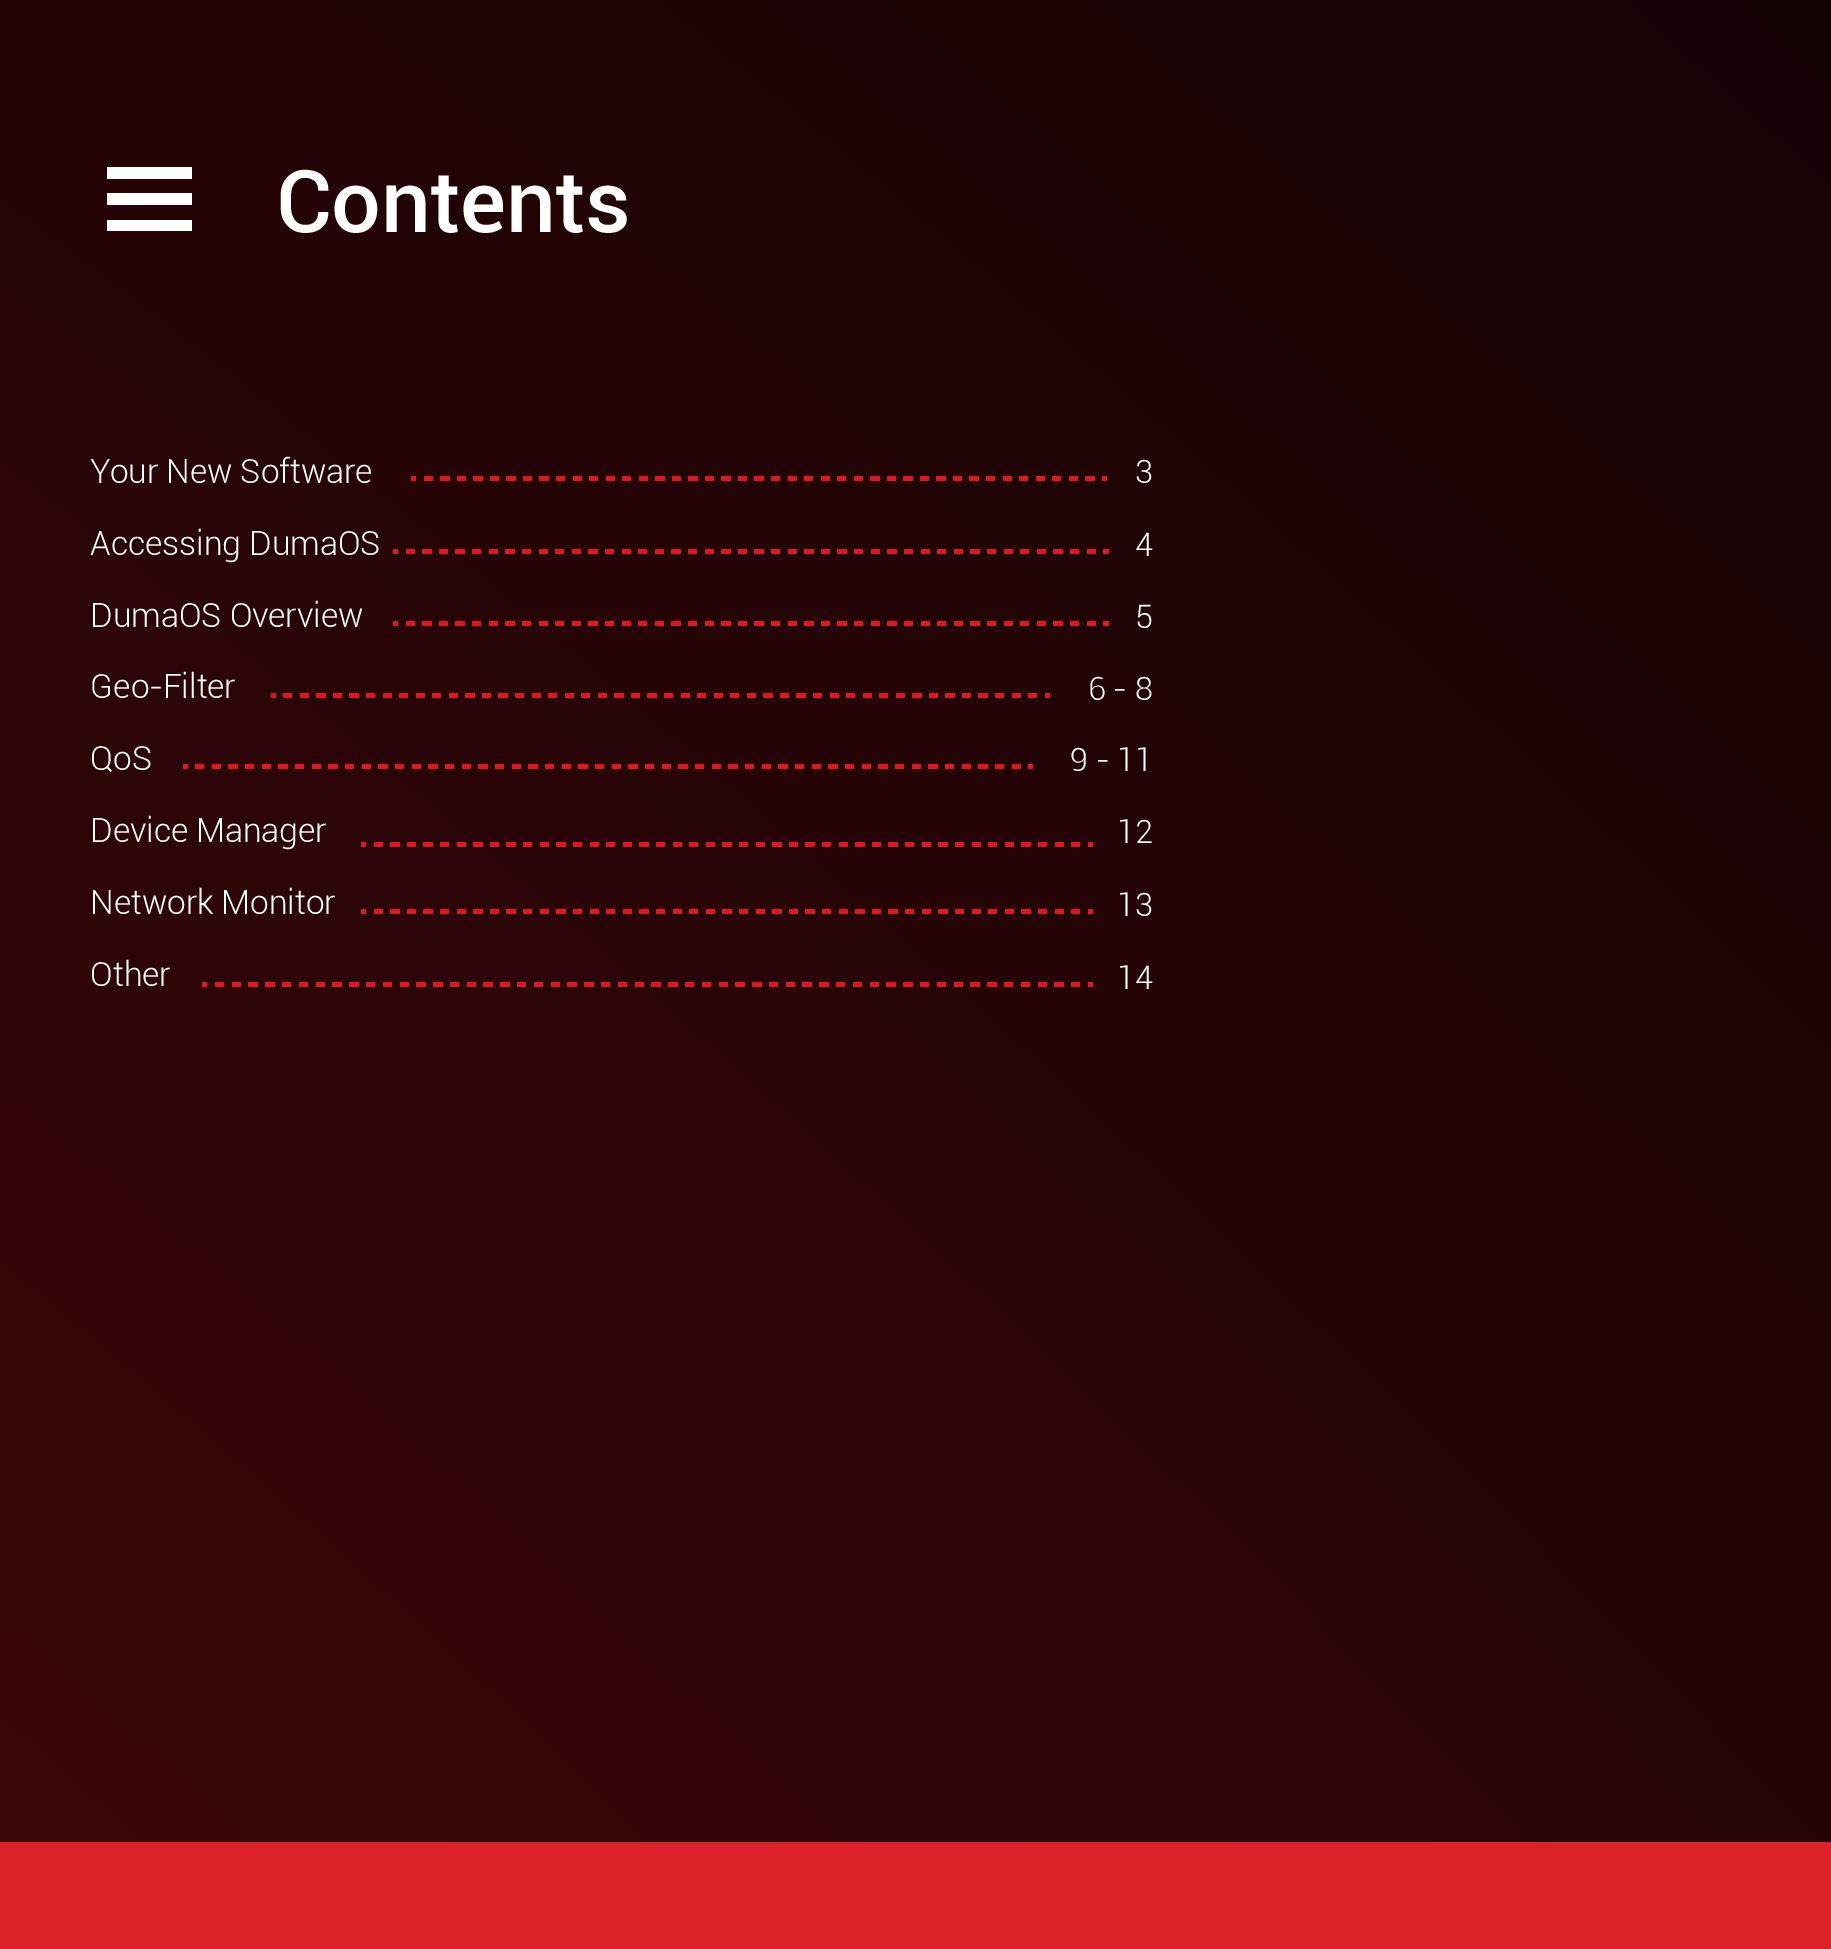 Contents
Your New Software 3
Accessing DumaOS 4
DumaOS Overview 5
Geo-Filter 6 - 8
QoS 9 - 11
Device Manager 12
Network Monitor 13
Other 14